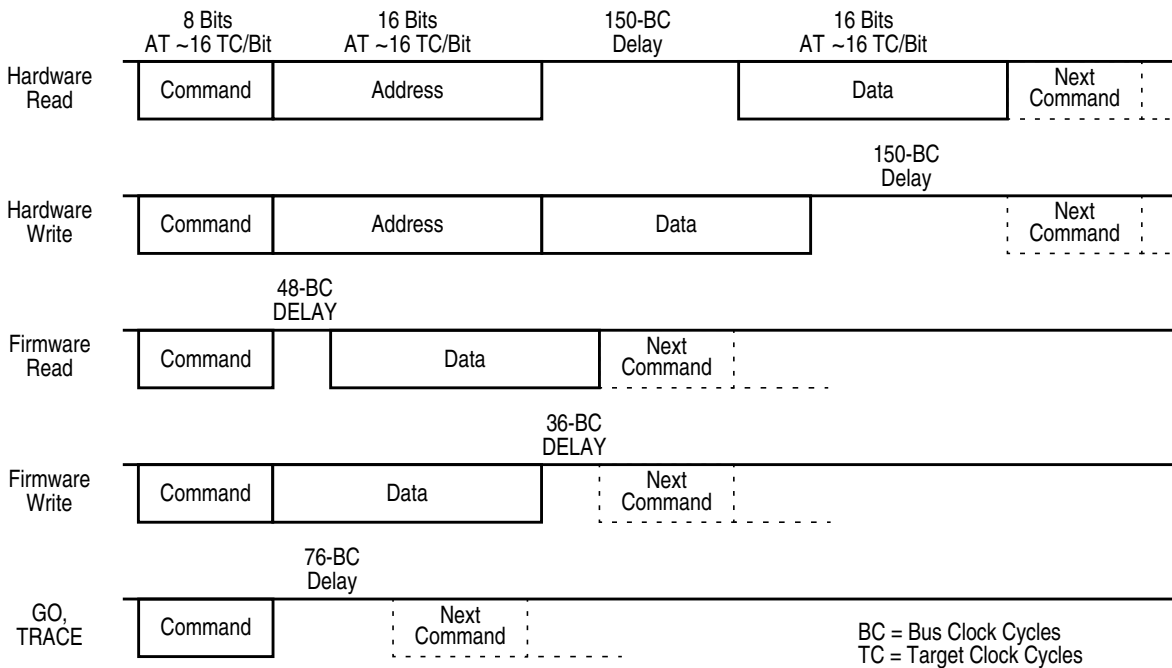 8 Bits
AT ~16 TC/Bit
16 Bits
AT ~16 TC/Bit
150-BC
Delay
16 Bits
AT ~16 TC/Bit
Hardware
Read
Command
Address
Data
Next
Command
150-BC
Delay
Hardware
Write
Command
Address
Data
Next
Command
48-BC
DELAY
Firmware
Read
Command
Data
Next
Command
36-BC
DELAY
Firmware
Write
Command
Data
Next
Command
76-BC
Delay
GO,
TRACE
Command
Next
Command
BC = Bus Clock Cycles
TC = Target Clock Cycles